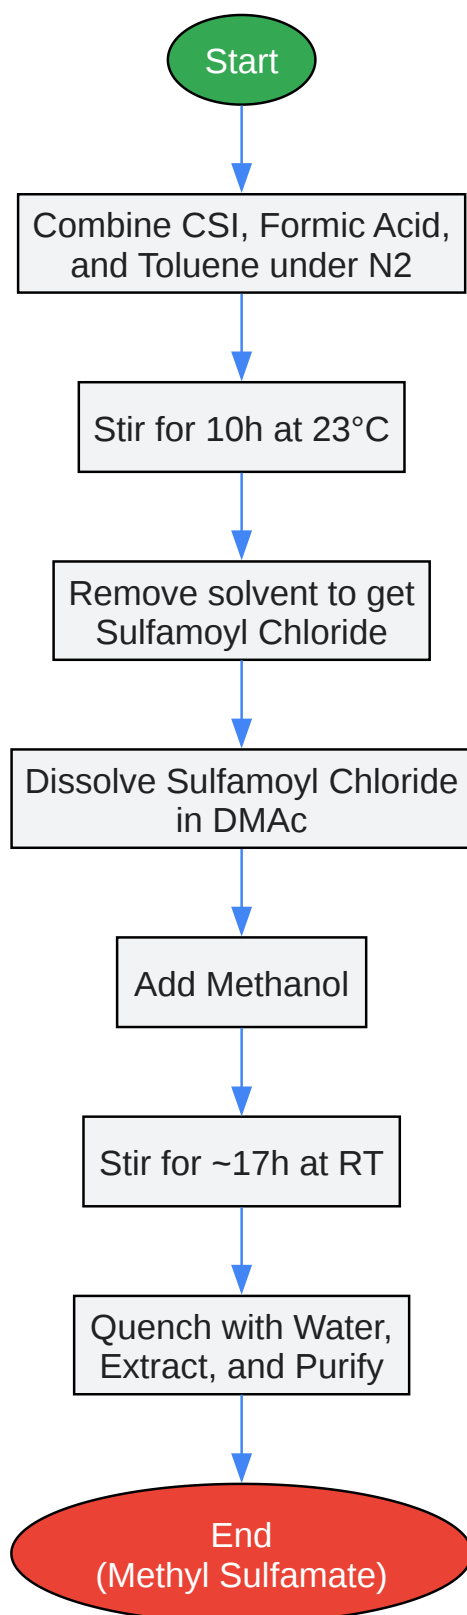 Start
Combine CSI, Formic Acid,
and Toluene under N2
Stir for 10h at 23°C
Remove solvent to get
Sulfamoyl Chloride
Dissolve Sulfamoyl Chloride
in DMAc
Add Methanol
Stir for ~17h at RT
Quench with Water,
Extract, and Purify
End
(Methyl Sulfamate)